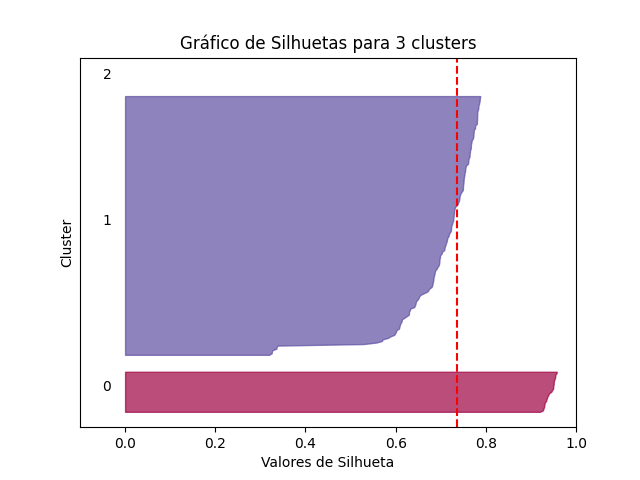 Gráfico de Silhuetas para 3 clusters
2
1
0
Cluster
0.0 0.2 0.4 0.6 0.8 1.0
Valores de Silhueta